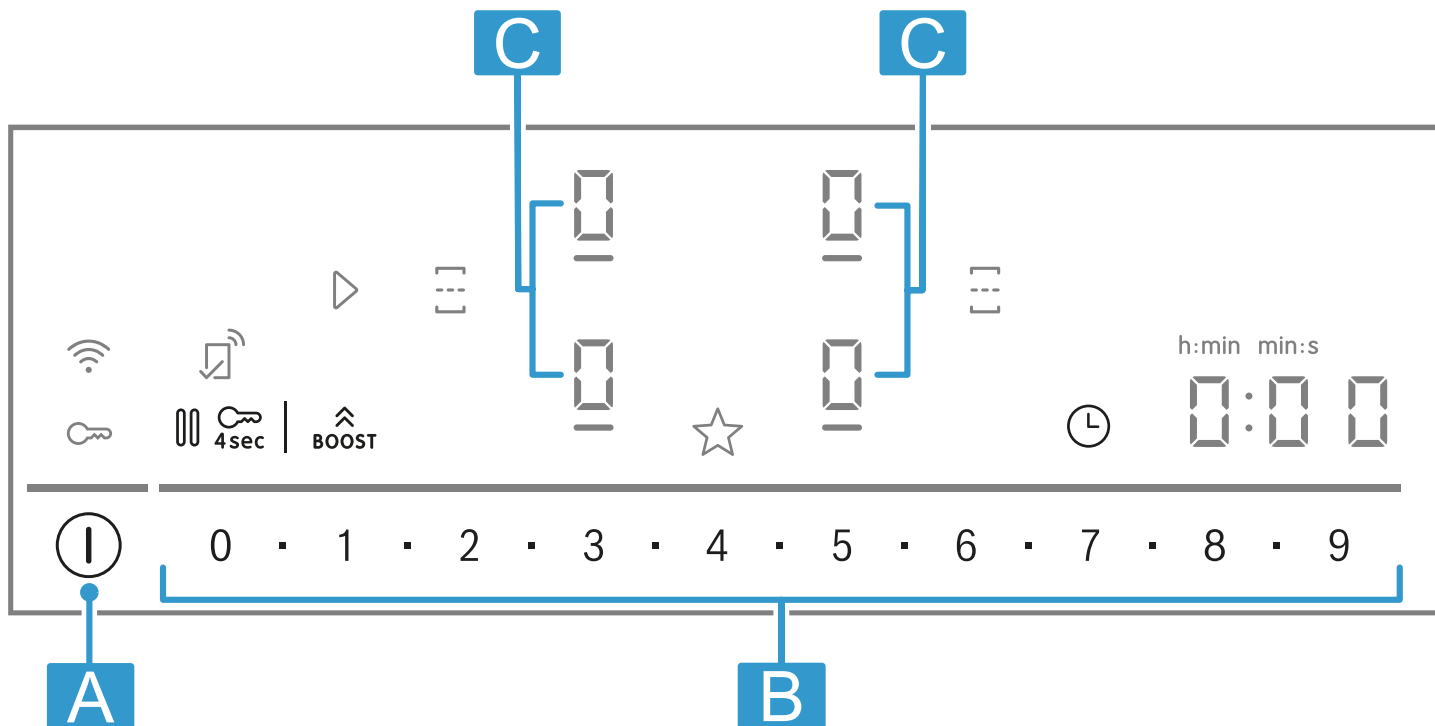 C C
0 0
h:min min:s
0 0
0:00
4sec BOOST
0 · 1 · 2 · 3 · 4 · 5 · 6 · 7 · 8 · 9
A B